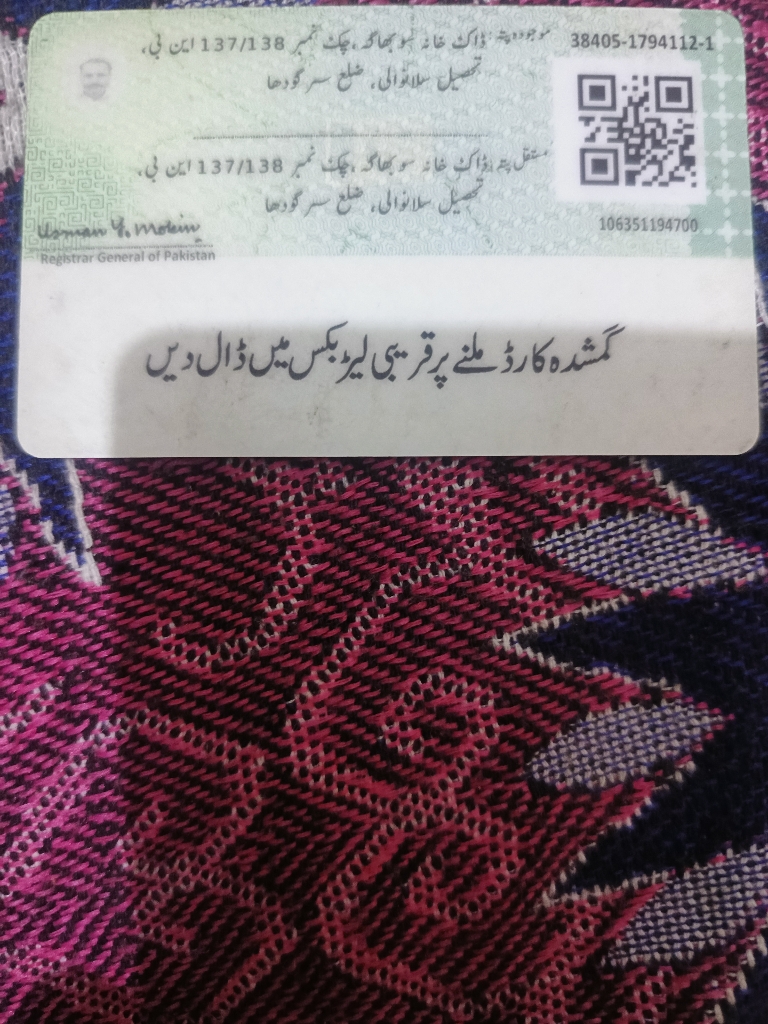 موجودہ پتہ: ڈاک خانہ سوبھاگہ، چک نمبر 137/138 این بی،
تحصیل سلانوالی، ضلع سرگودھا
38405-1794112-1
مستقل پتہ: ڈاک خانہ سوبھاگہ، چک نمبر 137/138 این بی،
تحصیل سلانوالی، ضلع سرگودھا
106351194700
Usman Y. Mobin
Registrar General of Pakistan
گمشدہ کارڈ ملنے پر قریبی لیٹر بکس میں ڈال دیں